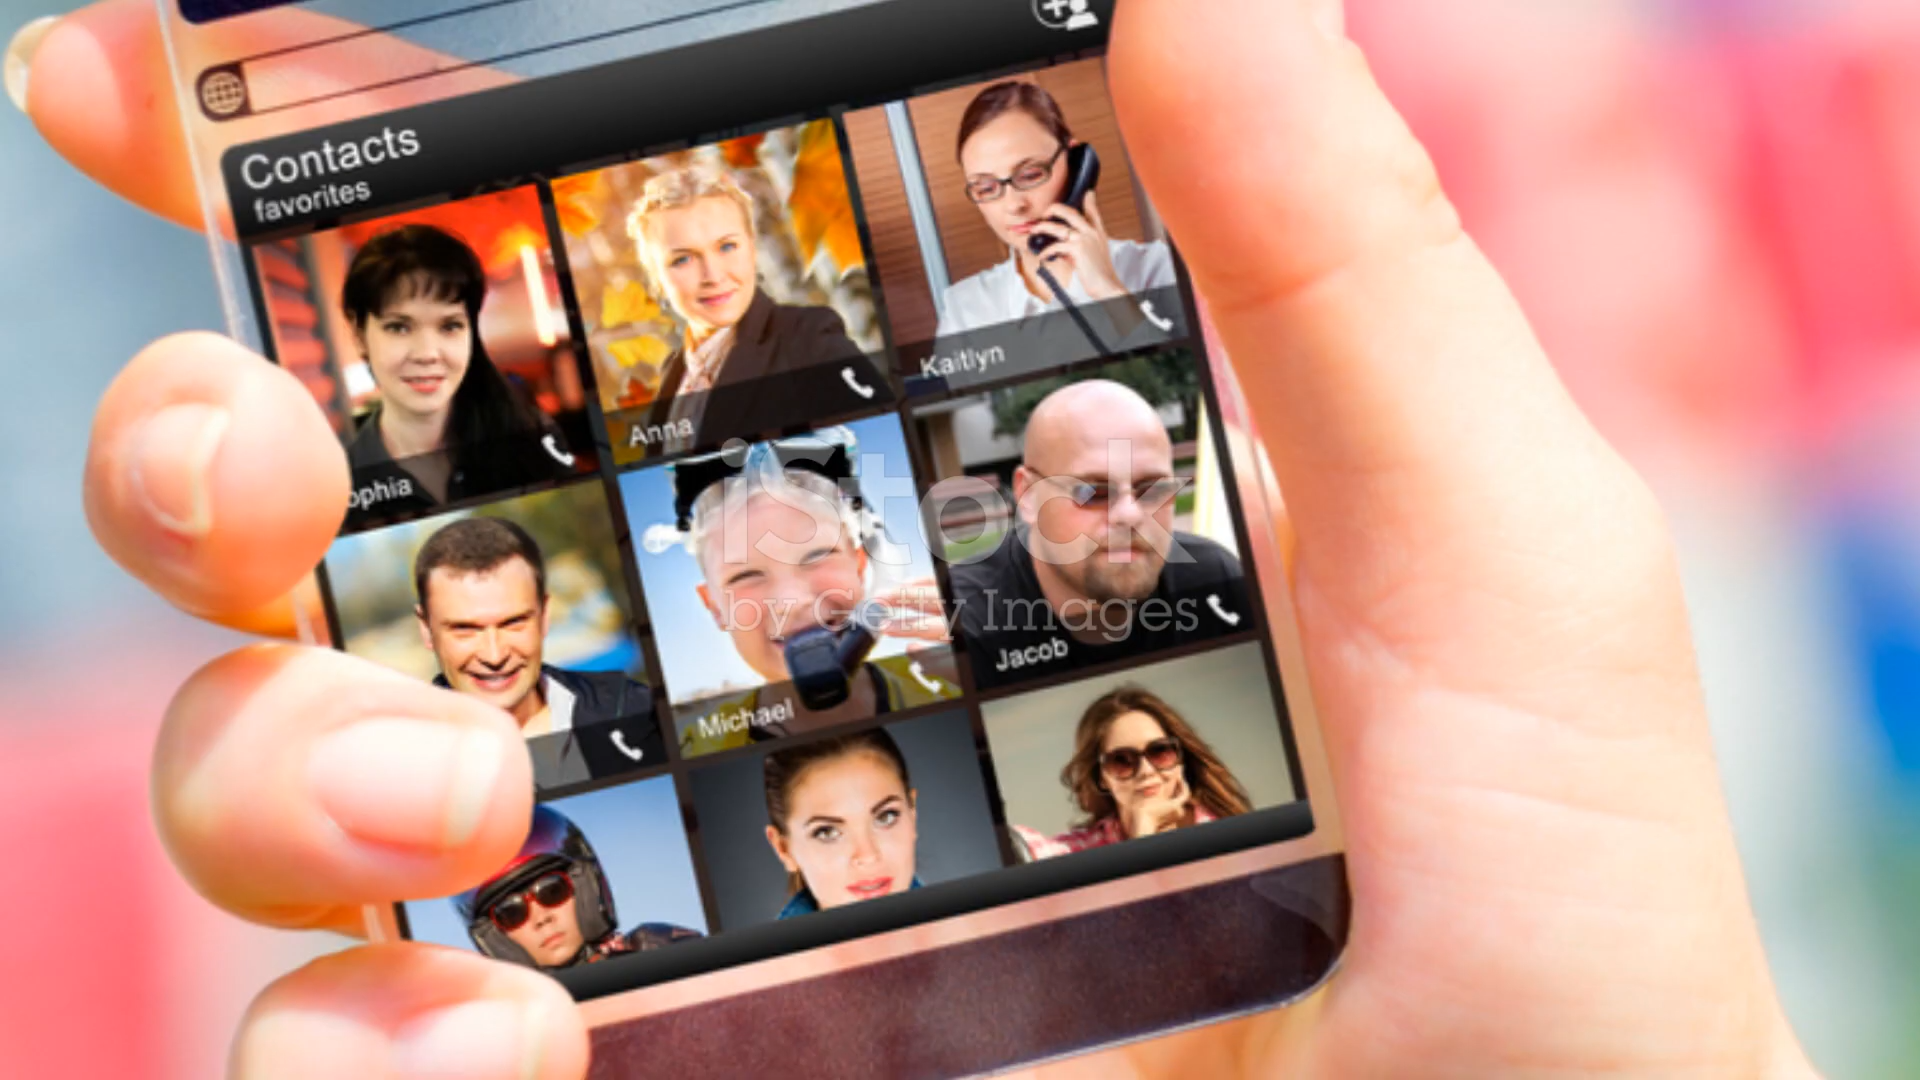 Contacts
favorites
Kaitlyn
Anna
ophia
iStock
by Getty Images
Jacob
Michael